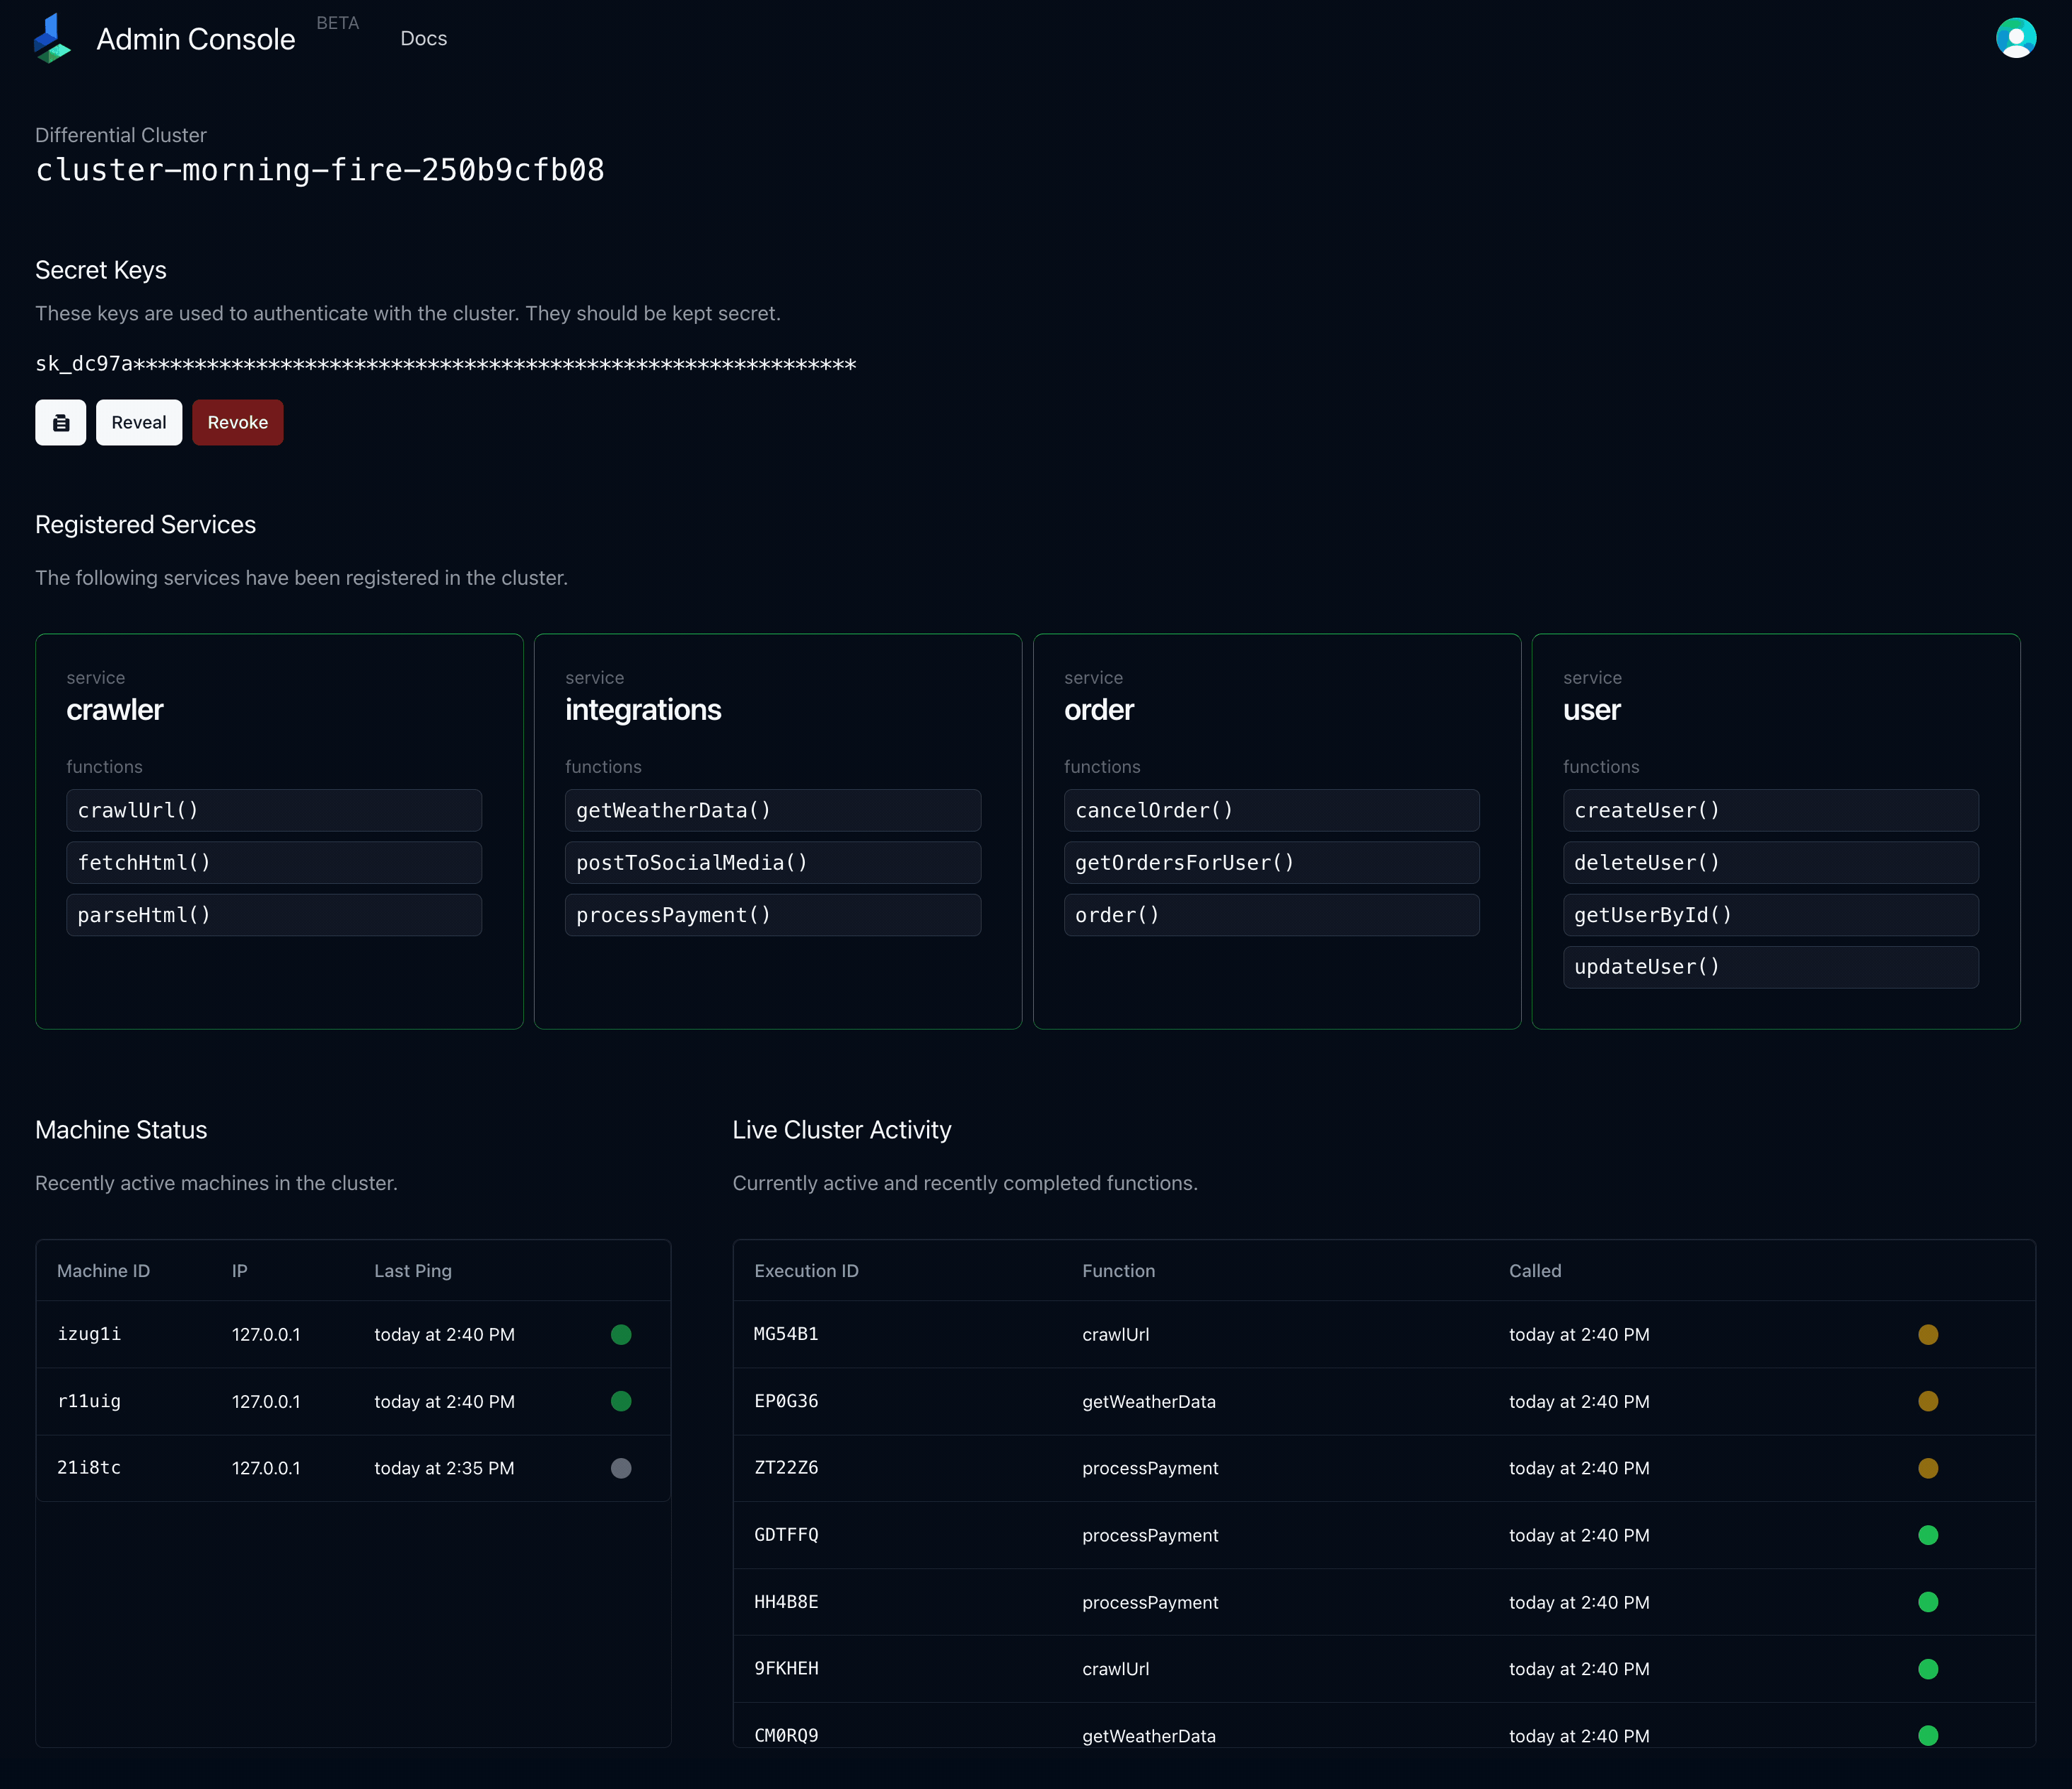 Admin Console BETA Docs
Differential Cluster
cluster-morning-fire-250b9cfb08
Secret Keys
These keys are used to authenticate with the cluster. They should be kept secret.
sk_dc97a***********************************************************
Reveal Revoke
Registered Services
The following services have been registered in the cluster.
service
crawler
functions
crawlUrl()
fetchHtml()
parseHtml()
service
integrations
functions
getWeatherData()
postToSocialMedia()
processPayment()
service
order
functions
cancelOrder()
getOrdersForUser()
order()
service
user
functions
createUser()
deleteUser()
getUserById()
updateUser()
Machine Status
Recently active machines in the cluster.
Machine ID IP Last Ping
izug1i 127.0.0.1 today at 2:40 PM
r11uig 127.0.0.1 today at 2:40 PM
21i8tc 127.0.0.1 today at 2:35 PM
Live Cluster Activity
Currently active and recently completed functions.
Execution ID Function Called
MG54B1 crawlUrl today at 2:40 PM
EP0G36 getWeatherData today at 2:40 PM
ZT22Z6 processPayment today at 2:40 PM
GDTFFQ processPayment today at 2:40 PM
HH4B8E processPayment today at 2:40 PM
9FKHEH crawlUrl today at 2:40 PM
CM0RQ9 getWeatherData today at 2:40 PM